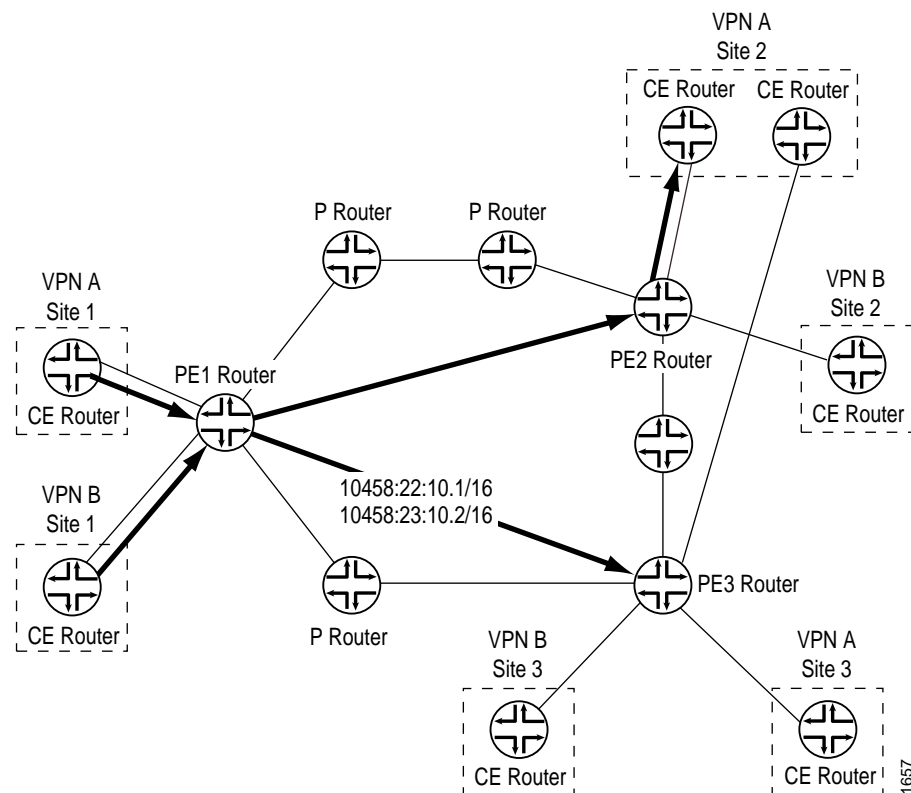 VPN A
Site 2
CE Router
CE Router
P Router
P Router
VPN A
Site 1
CE Router
PE1 Router
PE2 Router
VPN B
Site 2
CE Router
10458:22:10.1/16
10458:23:10.2/16
VPN B
Site 1
CE Router
P Router
PE3 Router
VPN B
Site 3
CE Router
VPN A
Site 3
CE Router
1657